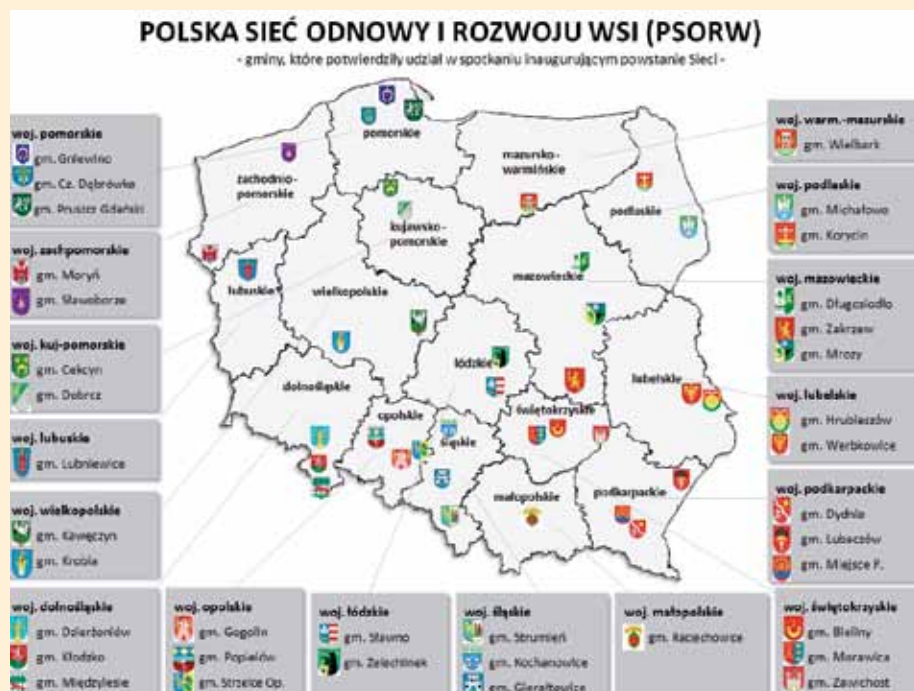 POLSKA SIEĆ ODNOWY I ROZWOJU WSI (PSORW)
- gminy, które potwierdziły udział w spotkaniu inaugurującym powstanie Sieci -
woj. pomorskie
gm. Gniewino
gm. Cz. Dąbrówka
gm. Pruszcz Gdański
woj. zach-pomorskie
gm. Moryń
gm. Sławoborze
woj. kuj-pomorskie
gm. Cekcyn
gm. Dobrcz
woj. lubuskie
gm. Lubniewice
woj. wielkopolskie
gm. Kawęczyn
gm. Krobia
woj. dolnośląskie
gm. Dzierżoniów
gm. Kłodzko
gm. Międzylesie
woj. opolskie
gm. Gogolin
gm. Popielów
gm. Strzelce Op.
woj. łódzkie
gm. Sławno
gm. Żelechlinek
woj. śląskie
gm. Strumień
gm. Kochanowice
gm. Gierałtowice
woj. małopolskie
gm. Raciechowice
woj. świętokrzyskie
gm. Bieliny
gm. Morawica
gm. Zawichost
woj. warm.-mazurskie
gm. Wielbark
woj. podlaskie
gm. Michałowo
gm. Korycin
woj. mazowieckie
gm. Długosiodło
gm. Zakrzew
gm. Mrozy
woj. lubelskie
gm. Hrubieszów
gm. Werbkowice
woj. podkarpackie
gm. Dydnia
gm. Lubaczów
gm. Miejsce P.
pomorskie
zachodnio-
pomorskie
mazursko-
warmińskie
podlaskie
kujawsko-
pomorskie
mazowieckie
lubuskie
wielkopolskie
łódzkie
lubelskie
dolnośląskie
opolskie
śląskie
świętokrzyskie
małopolskie
podkarpackie